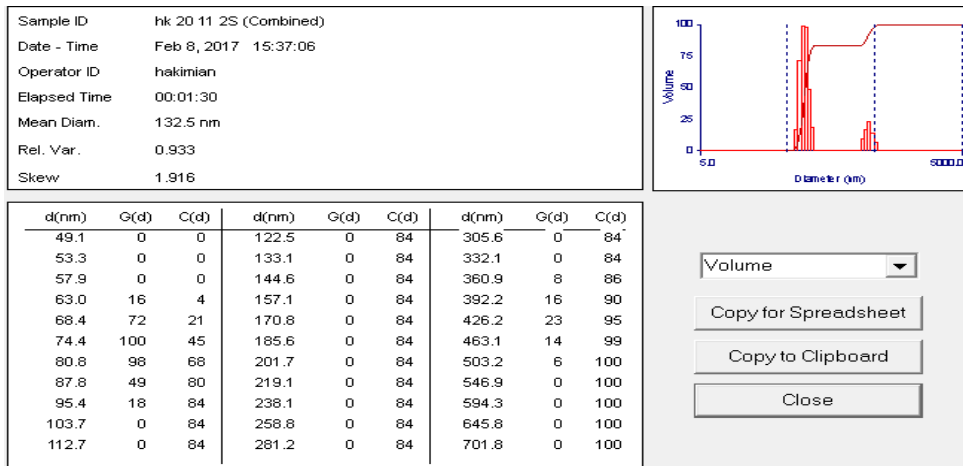 Sample ID hk 20 11 2S (Combined)
Date - Time Feb 8, 2017 15:37:06
Operator ID hakimian
Elapsed Time 00:01:30
Mean Diam. 132.5 nm
Rel. Var. 0.933
Skew 1.916
100
75
50
25
0
Volume
5.0 5000.0
Diameter (nm)
d(nm) G(d) C(d) d(nm) G(d) C(d) d(nm) G(d) C(d)
49.1 0 0 122.5 0 84 305.6 0 84
53.3 0 0 133.1 0 84 332.1 0 84
57.9 0 0 144.6 0 84 360.9 8 86
63.0 16 4 157.1 0 84 392.2 16 90
68.4 72 21 170.8 0 84 426.2 23 95
74.4 100 45 185.6 0 84 463.1 14 99
80.8 98 68 201.7 0 84 503.2 6 100
87.8 49 80 219.1 0 84 546.9 0 100
95.4 18 84 238.1 0 84 594.3 0 100
103.7 0 84 258.8 0 84 645.8 0 100
112.7 0 84 281.2 0 84 701.8 0 100
Volume
Copy for Spreadsheet
Copy to Clipboard
Close